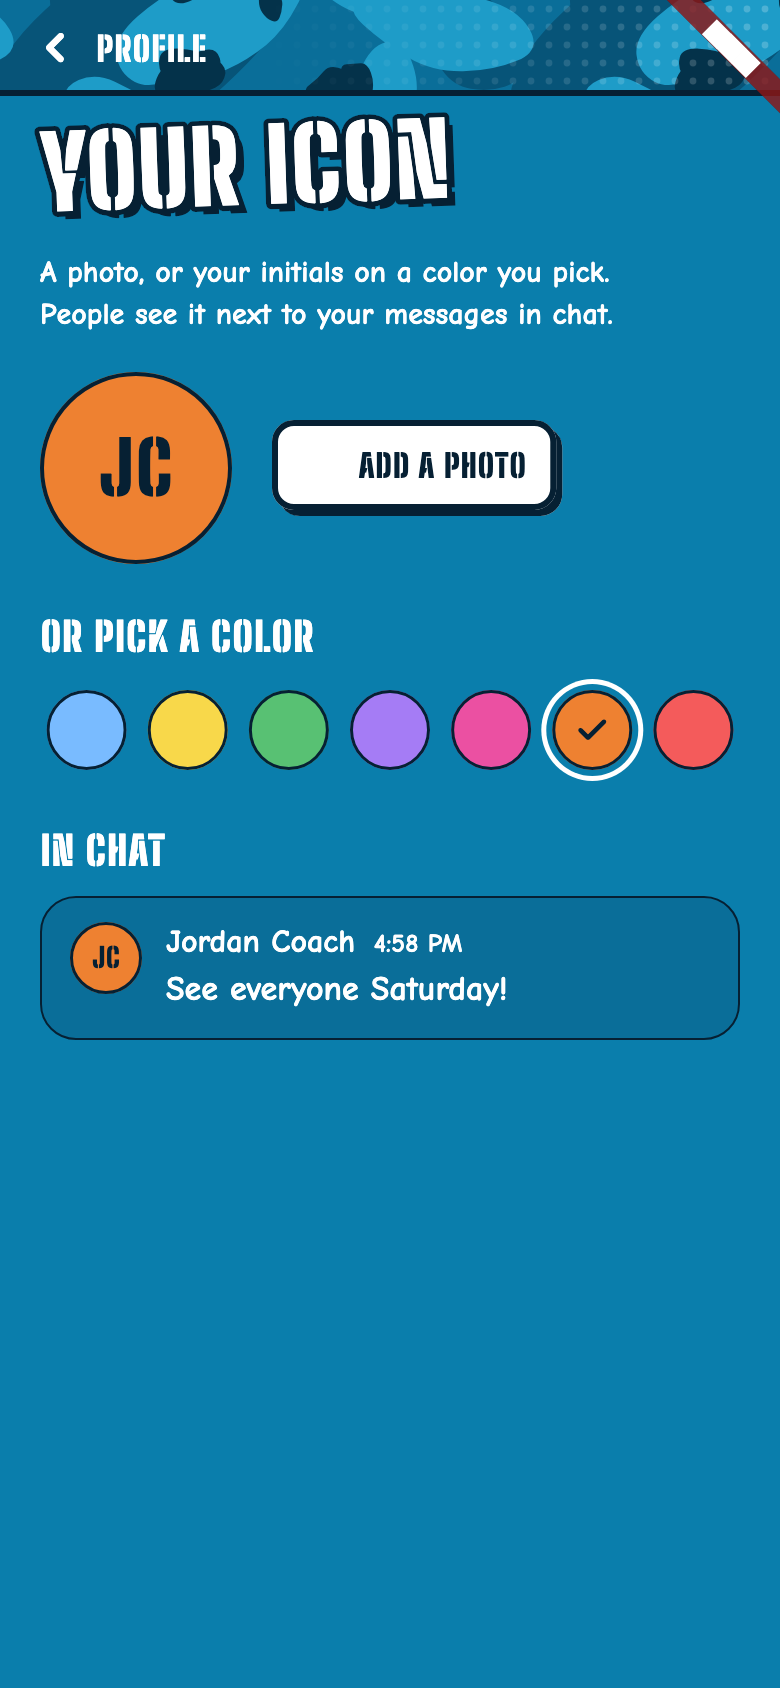 PROFILE
YOUR ICON
A photo, or your initials on a color you pick.
People see it next to your messages in chat.
JC
ADD A PHOTO
OR PICK A COLOR
IN CHAT
JC
Jordan Coach 4:58 PM
See everyone Saturday!